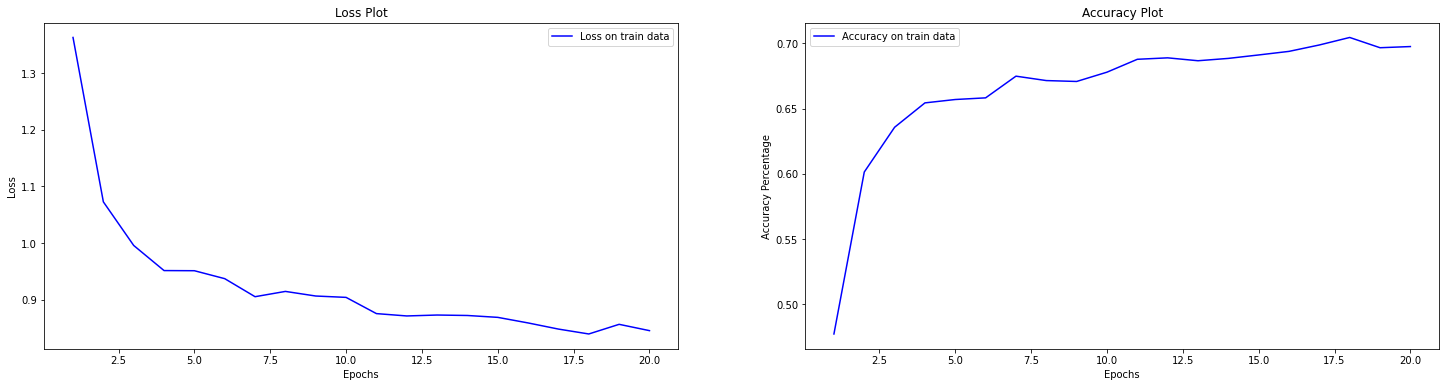 Loss Plot
Loss on train data
1.3
1.2
1.1
1.0
0.9
Loss
2.5 5.0 7.5 10.0 12.5 15.0 17.5 20.0
Epochs
Accuracy Plot
Accuracy on train data
0.70
0.65
0.60
0.55
0.50
Accuracy Percentage
2.5 5.0 7.5 10.0 12.5 15.0 17.5 20.0
Epochs